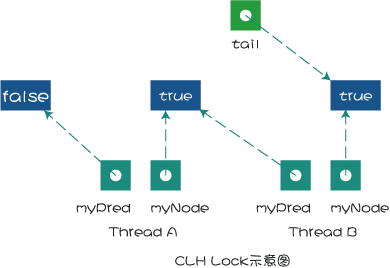 tail
false
true
true
myPred
myNode
myPred
myNode
Thread A
Thread B
CLH Lock示意图